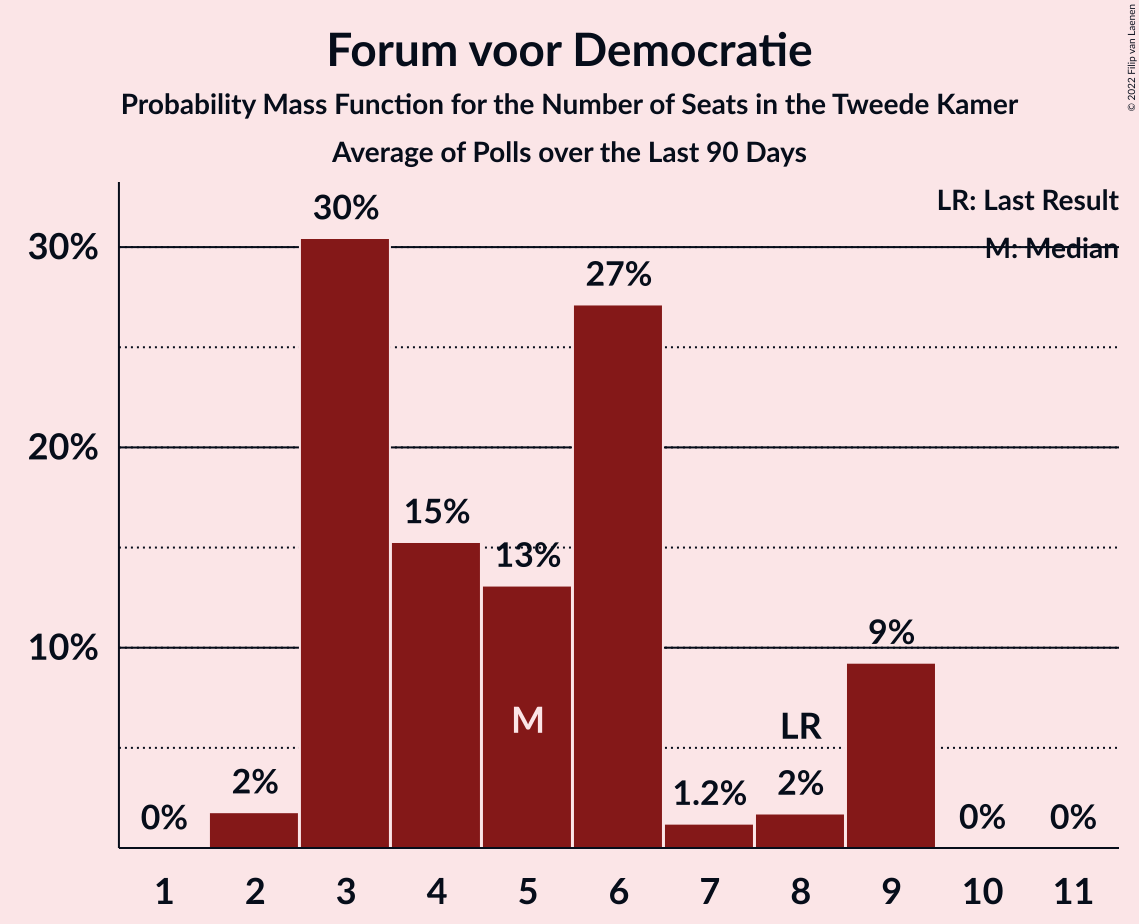 Forum voor Democratie
Probability Mass Function for the Number of Seats in the Tweede Kamer
Average of Polls over the Last 90 Days
© 2022 Filip van Laenen
LR: Last Result
M: Median
30%
20%
10%
0%
2%
30%
15%
13%
27%
1.2%
2%
9%
0%
0%
M
LR
1 2 3 4 5 6 7 8 9 10 11